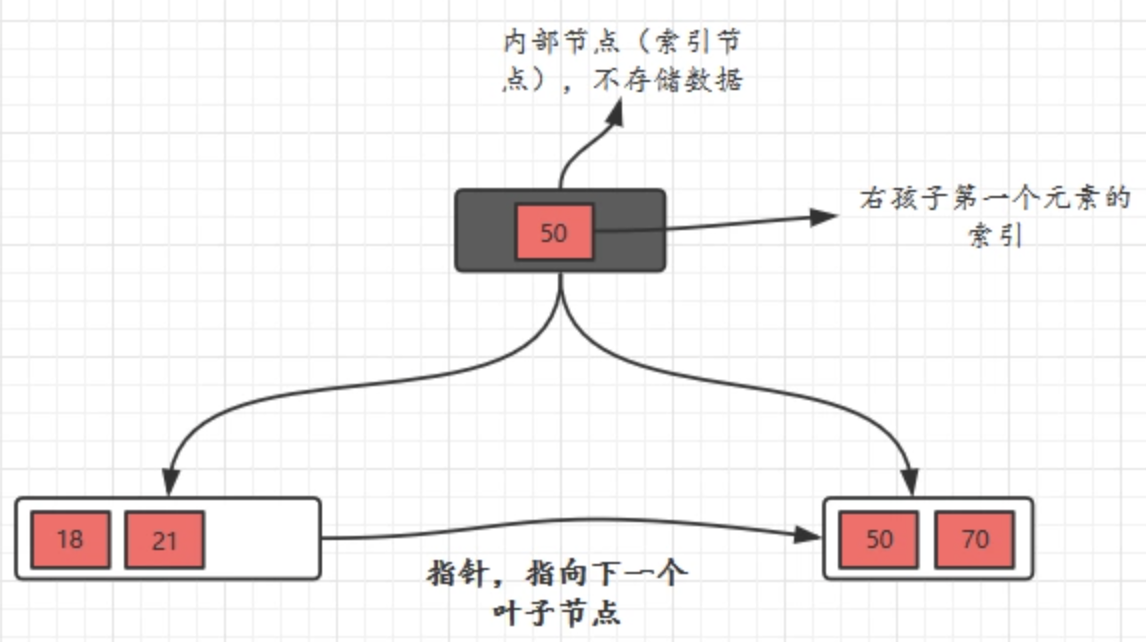 内部节点（索引节
点），不存储数据
50
右孩子第一个元素的
索引
18 21
50 70
指针，指向下一个
叶子节点